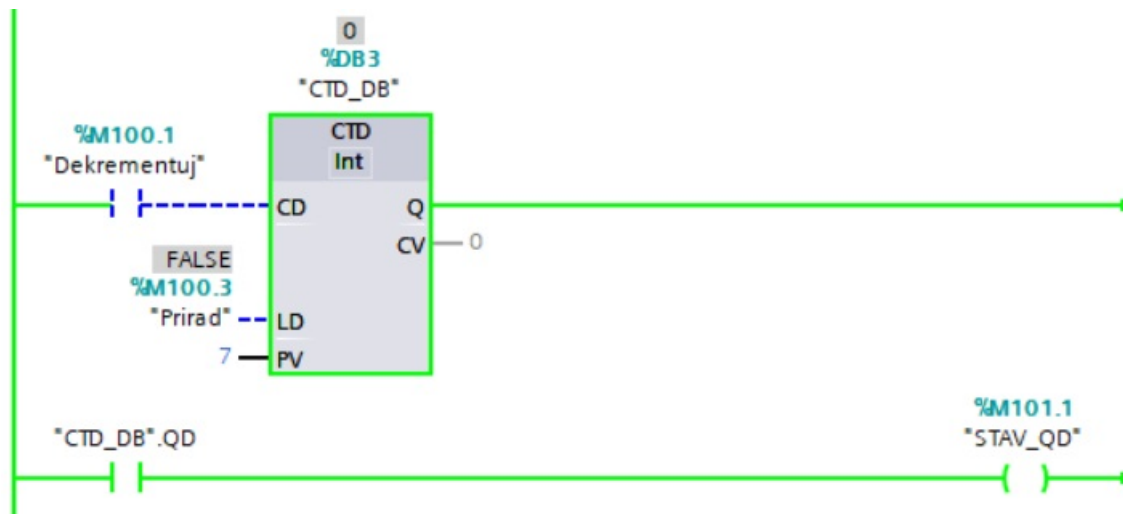 0
%DB3
"CTD_DB"
CTD
Int
%M100.1
"Dekrementuj"
CD
Q
CV
0
FALSE
%M100.3
"Prirad"
LD
7
PV
"CTD_DB".QD
%M101.1
"STAV_QD"